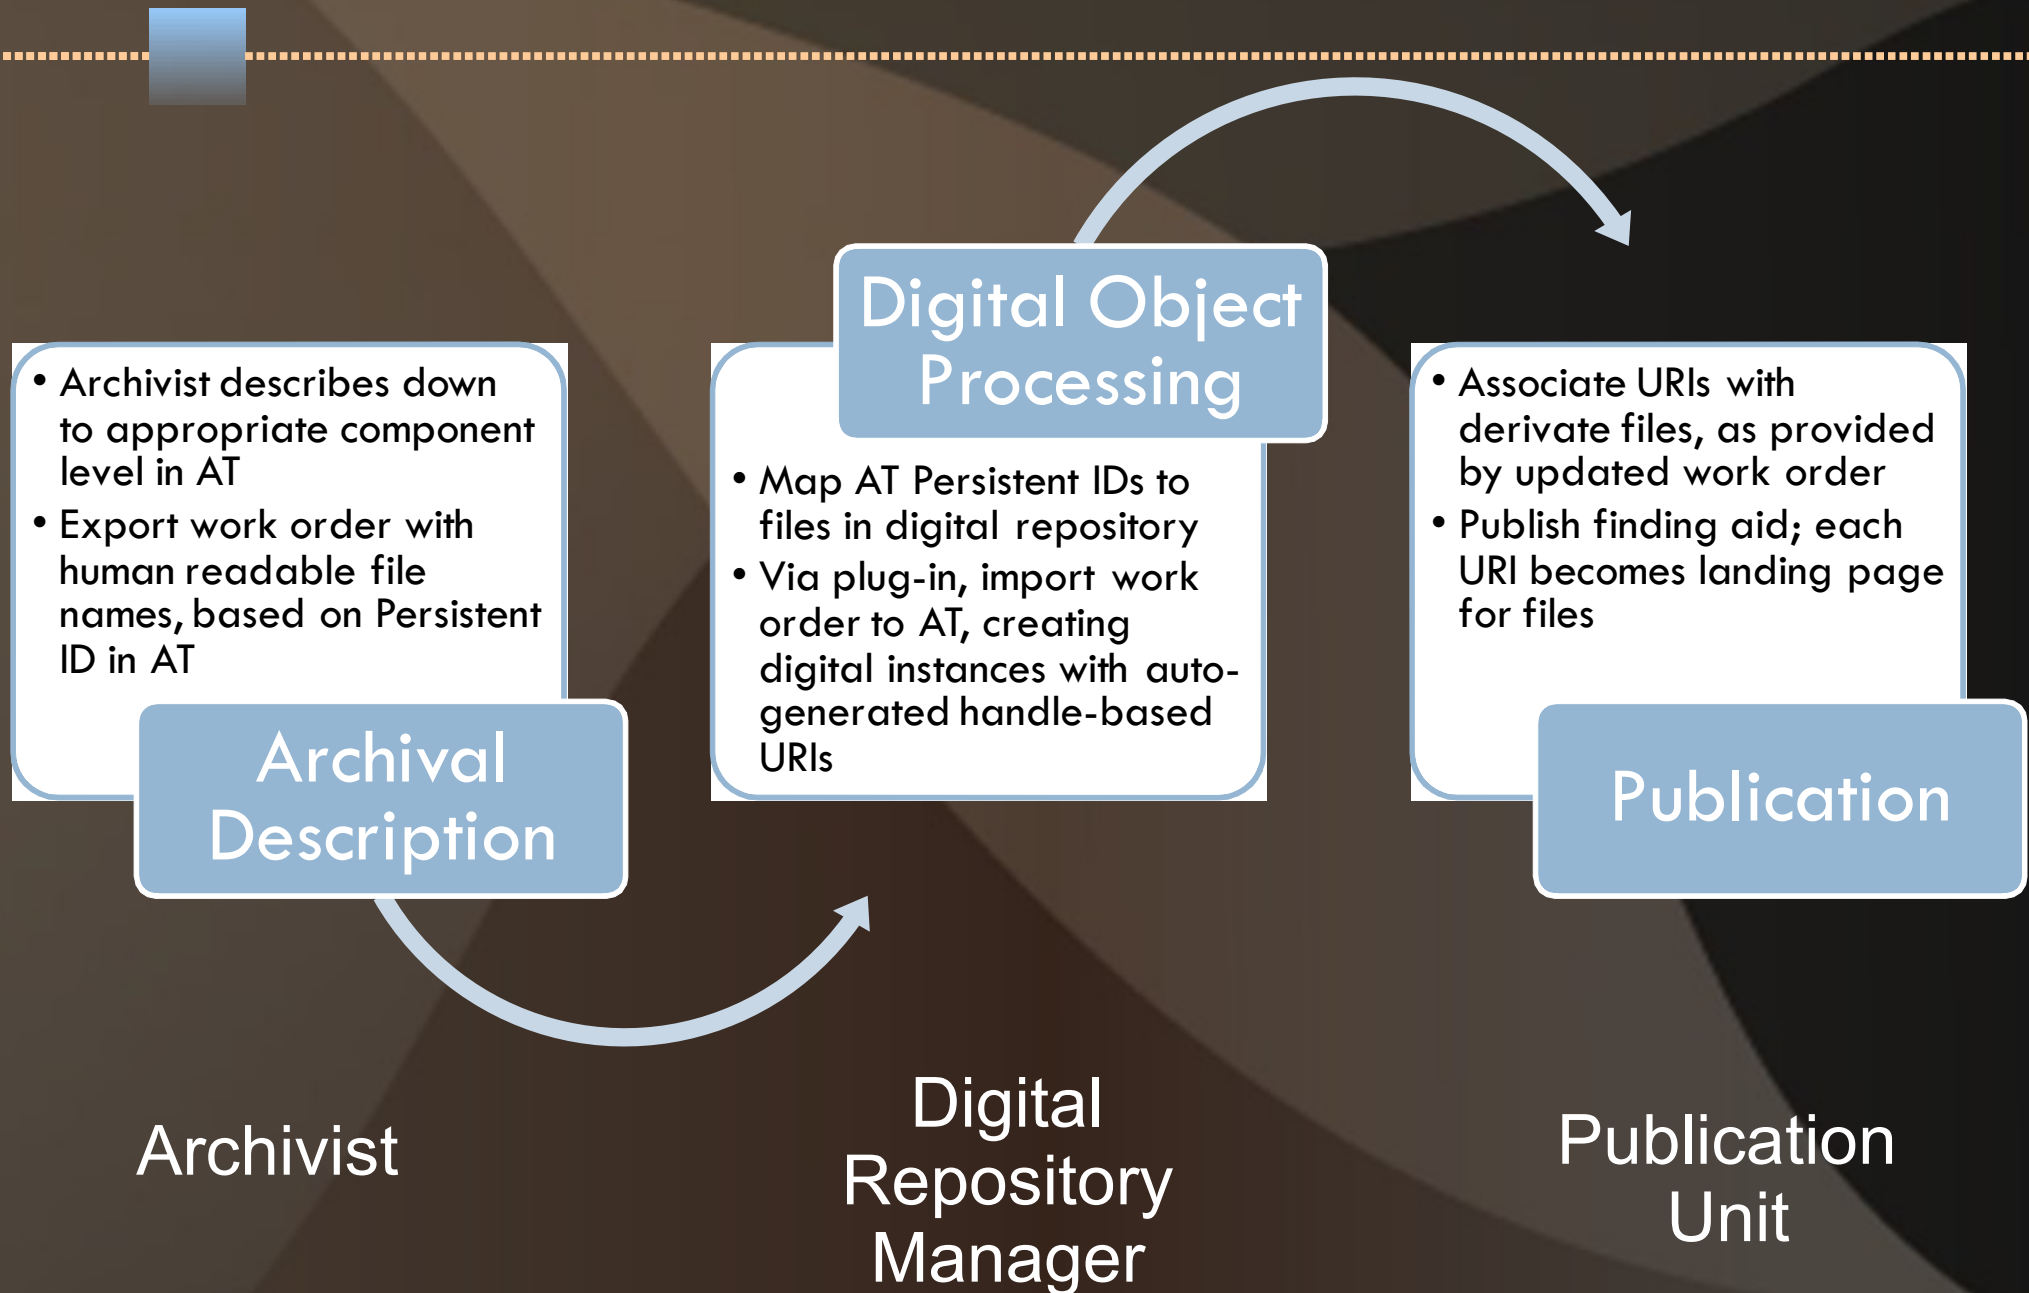 • Archivist describes down
to appropriate component
level in AT
• Export work order with
human readable file
names, based on Persistent
ID in AT
Archival
Description
Digital Object
Processing
• Map AT Persistent IDs to
files in digital repository
• Via plug-in, import work
order to AT, creating
digital instances with auto-
generated handle-based
URIs
• Associate URIs with
derivate files, as provided
by updated work order
• Publish finding aid; each
URI becomes landing page
for files
Publication
Archivist
Digital
Repository
Manager
Publication
Unit